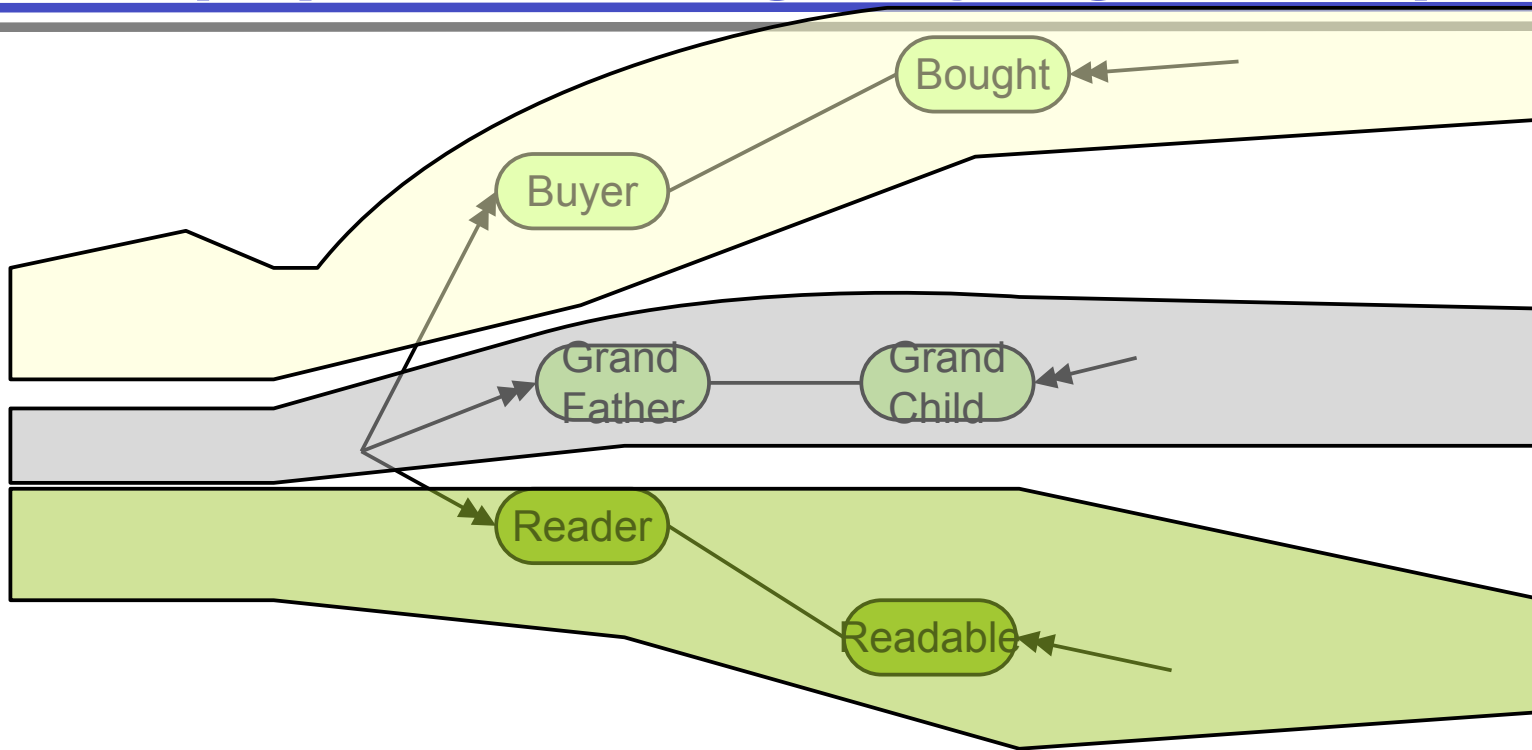 Bought
Buyer
Grand
Father
Grand
Child
Reader
Readable